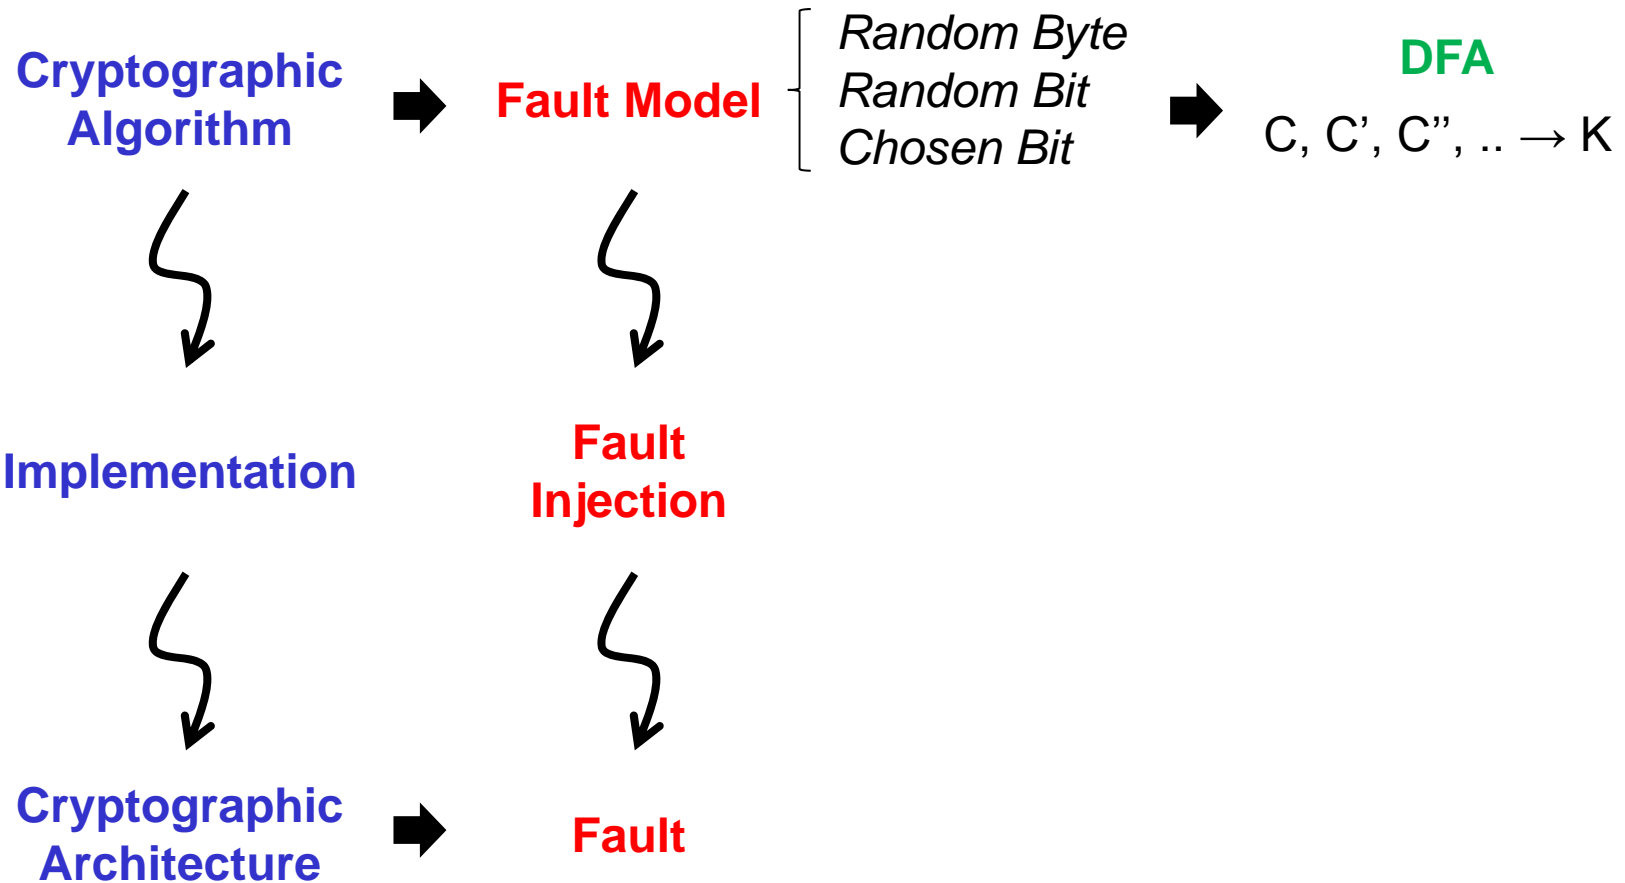 Cryptographic
Algorithm
Fault Model
Random Byte
Random Bit
Chosen Bit
DFA
C, C’, C”, .. → K
Implementation
Fault
Injection
Cryptographic
Architecture
Fault